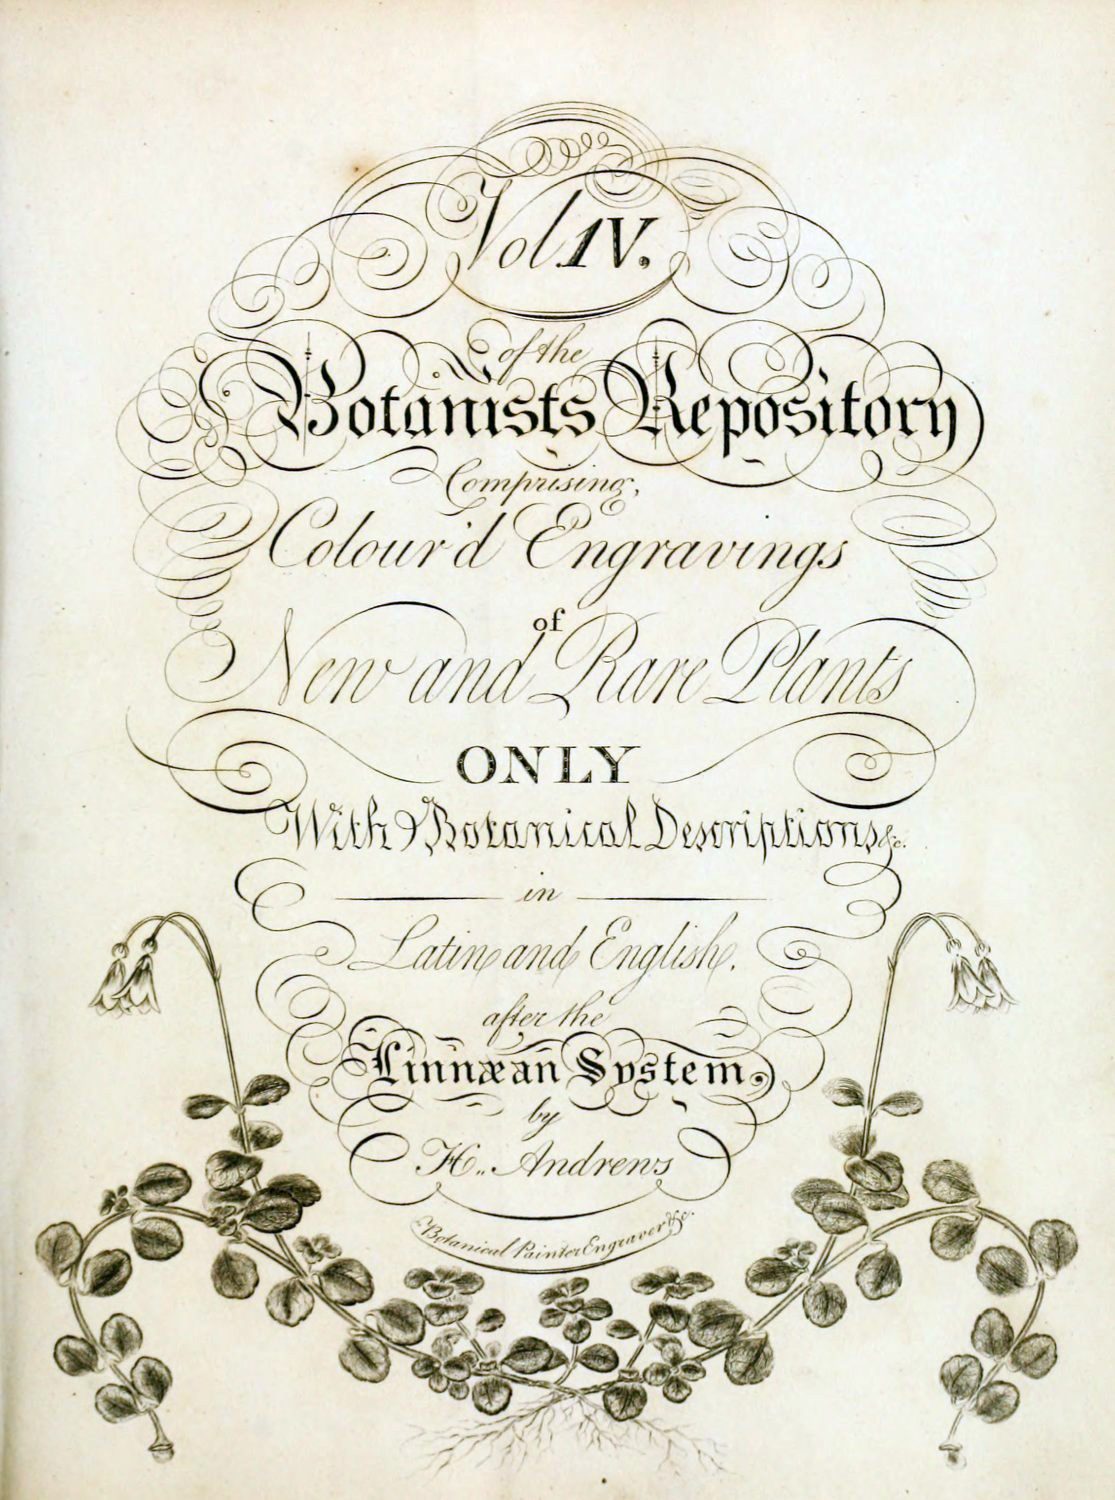 Vol. IV.
of the
Botanists Repository
Comprising,
Colour'd Engravings
of
New and Rare Plants
ONLY
With Botanical Descriptions &c.
in
Latin and English,
after the
Linnæan System,
by
H. Andrews
Botanical Painter Engraver &c.